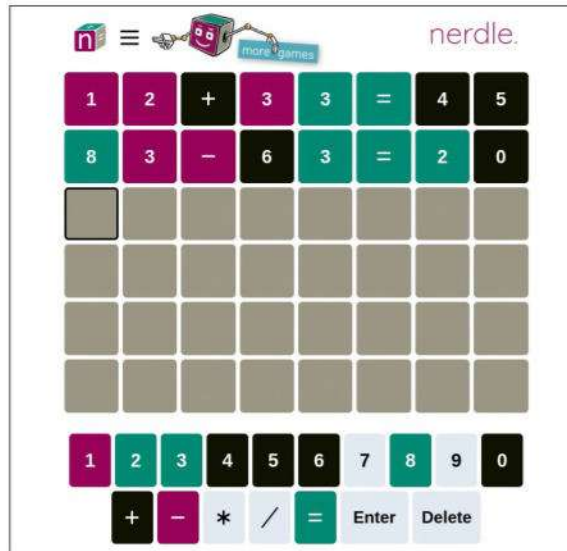 n more games nerdle.
1 2 + 3 3 = 4 5
8 3 - 6 3 = 2 0
1 2 3 4 5 6 7 8 9 0
+ - * / = Enter Delete